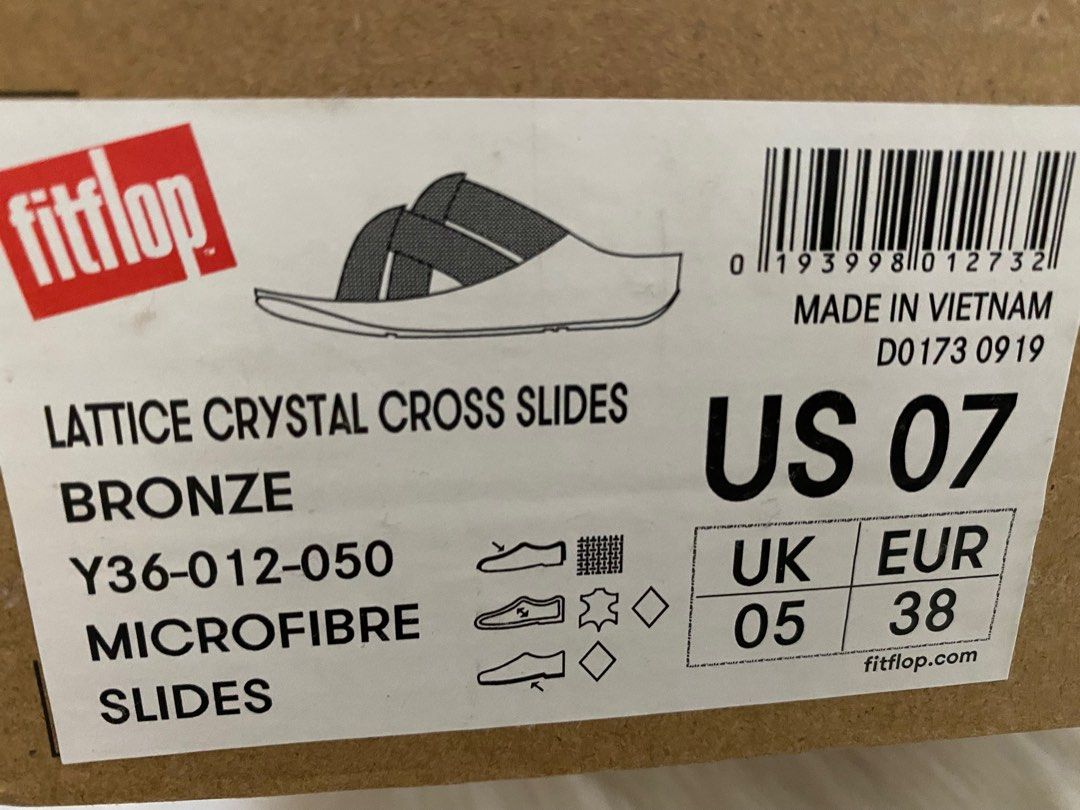 fitflop™
0 193998 012732
MADE IN VIETNAM
D0173 0919
LATTICE CRYSTAL CROSS SLIDES
BRONZE
Y36-012-050
MICROFIBRE
SLIDES
US 07
UK EUR
05 38
fitflop.com